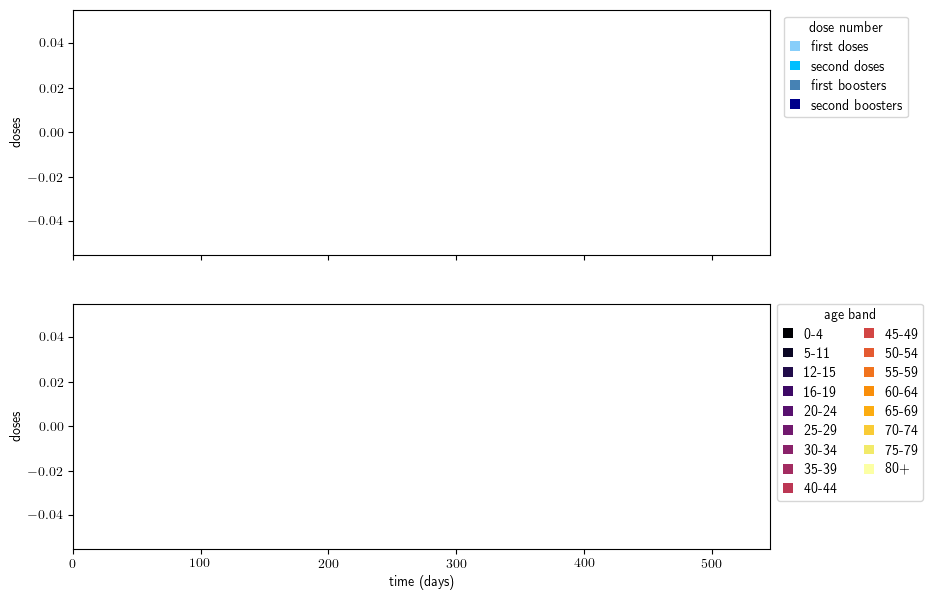 0.04
0.02
0.00
−0.02
−0.04
doses
dose number
first doses
second doses
first boosters
second boosters
0.04
0.02
0.00
−0.02
−0.04
doses
0 100 200 300 400 500
time (days)
age band
0-4 45-49
5-11 50-54
12-15 55-59
16-19 60-64
20-24 65-69
25-29 70-74
30-34 75-79
35-39 80+
40-44